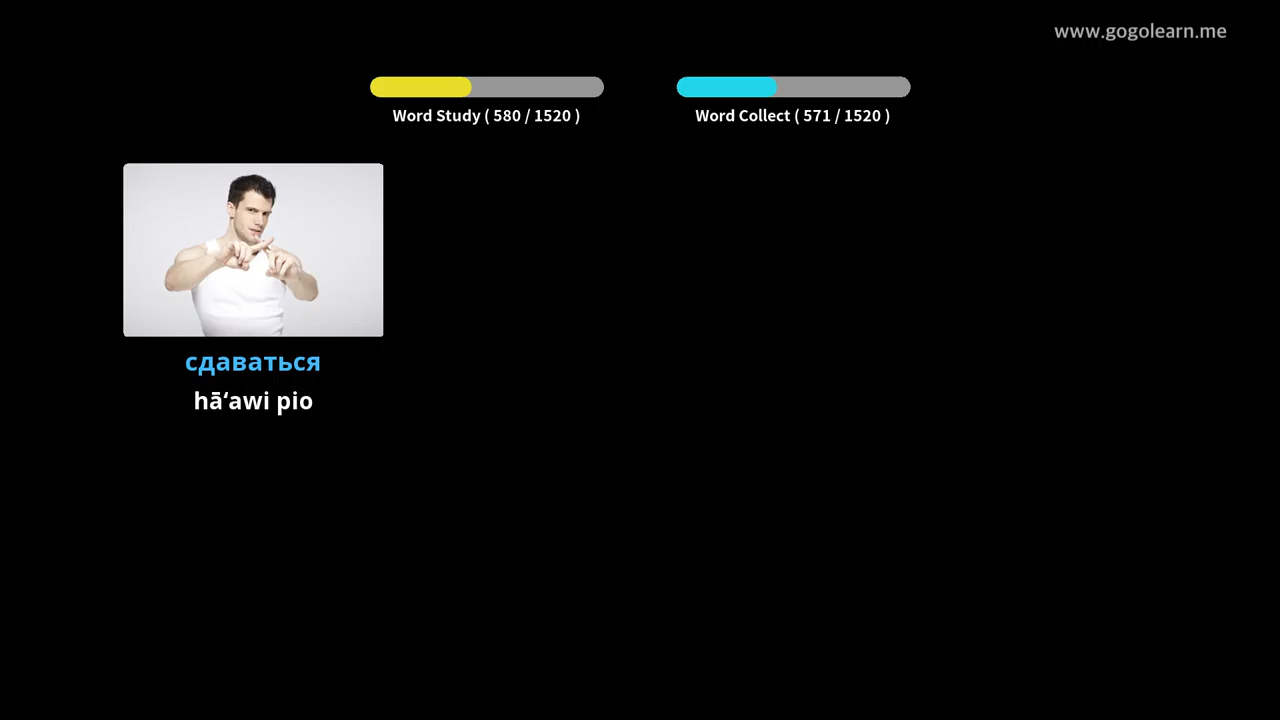 www.gogolearn.me
Word Study ( 580 / 1520 )
Word Collect ( 571 / 1520 )
сдаваться
hāʻawi pio